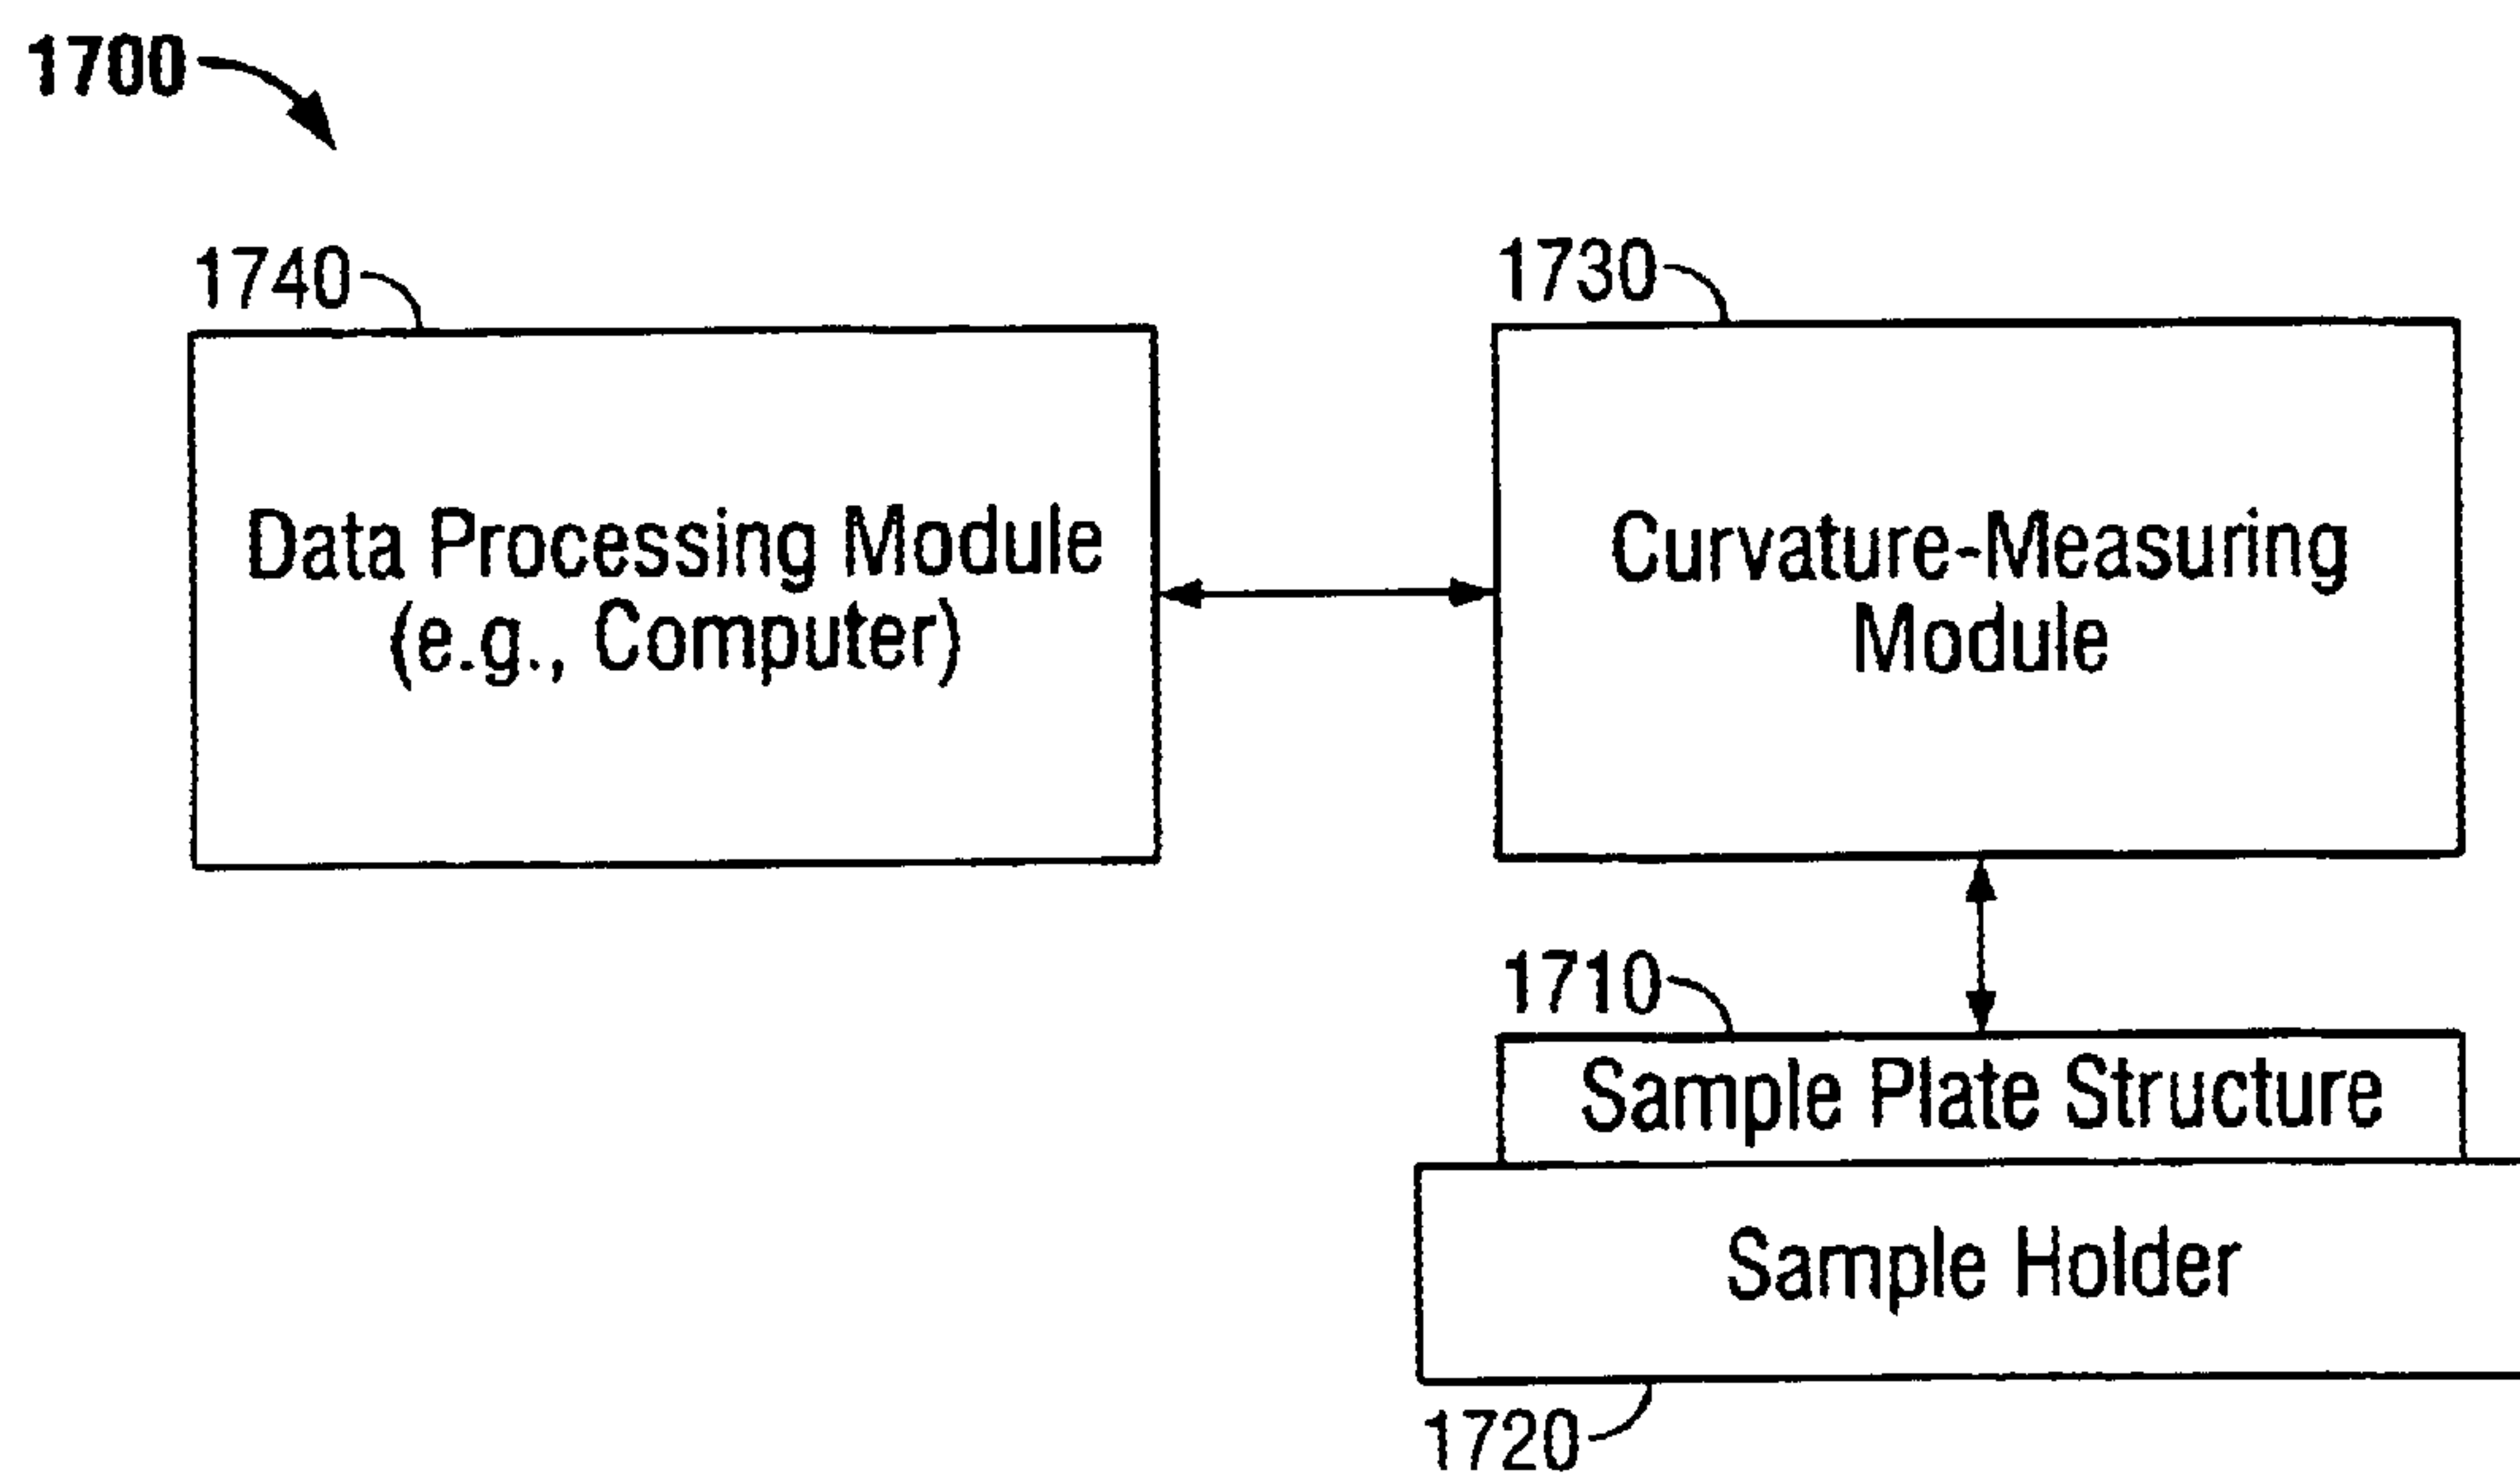 1700
1740
1730
Data Processing Module
(e.g., Computer)
Curvature-Measuring
Module
1710
Sample Plate Structure
Sample Holder
1720